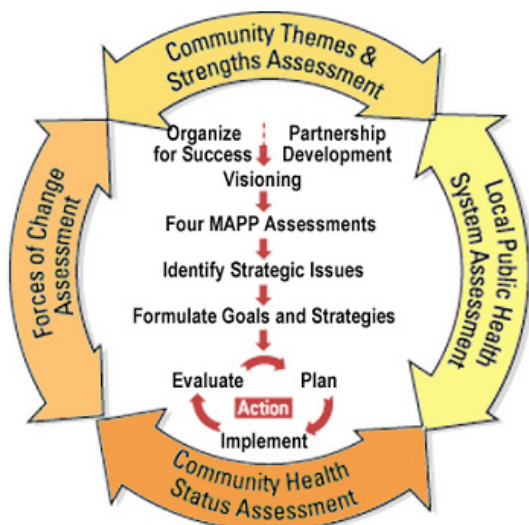 Community Themes &
Strengths Assessment
Organize
for Success
Partnership
Development
Visioning
Four MAPP Assessments
Identify Strategic Issues
Formulate Goals and Strategies
Evaluate
Plan
Action
Implement
Forces of Change
Assessment
Local Public Health
System Assessment
Community Health
Status Assessment